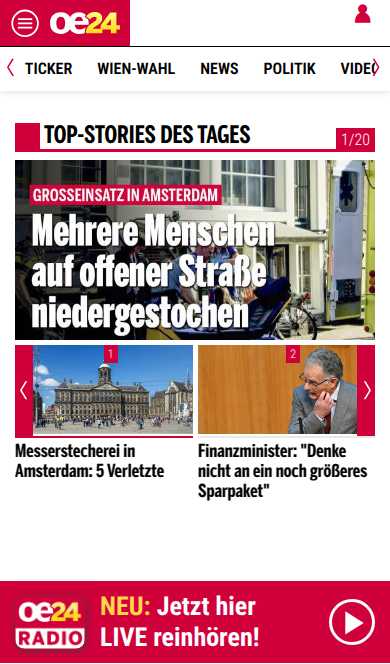 oe24
TICKER WIEN-WAHL NEWS POLITIK VIDEO
TOP-STORIES DES TAGES
1/20
GROSSEINSATZ IN AMSTERDAM
Mehrere Menschen
auf offener Straße
niedergestochen
1
2
Messerstecherei in
Amsterdam: 5 Verletzte
Finanzminister: "Denke
nicht an ein noch größeres
Sparpaket"
oe24
RADIO
NEU: Jetzt hier
LIVE reinhören!